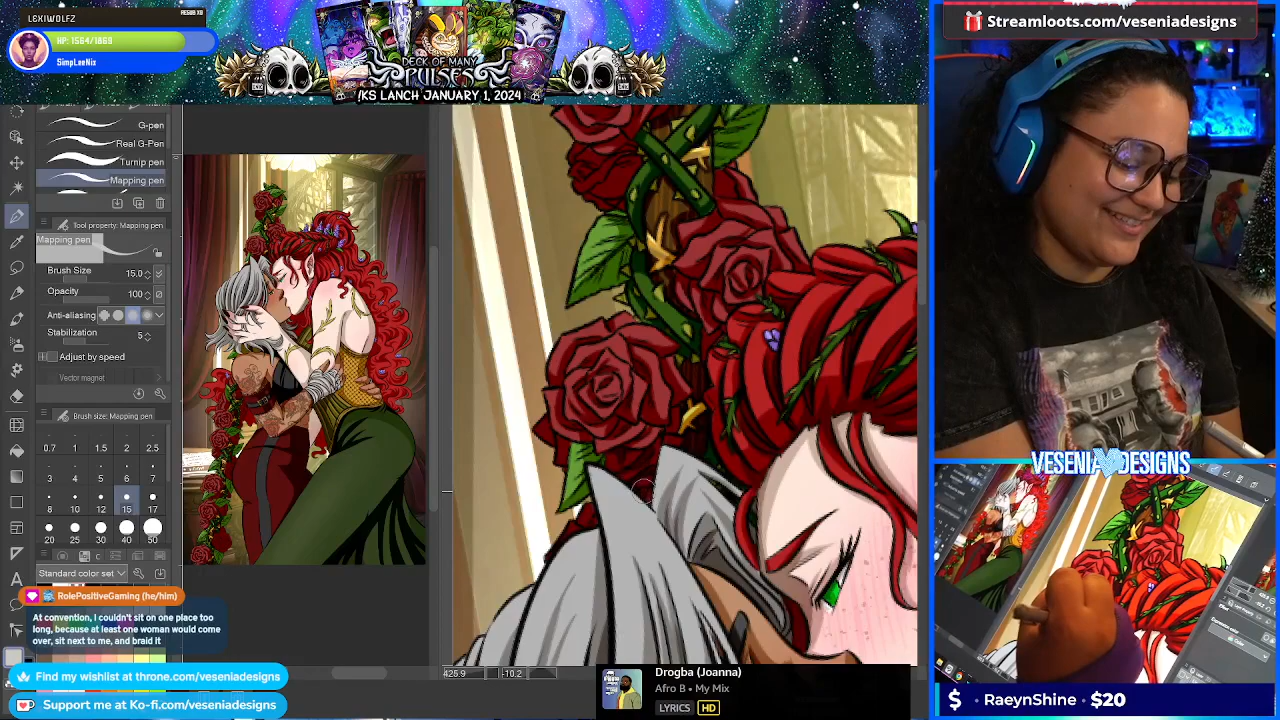 LEXIWOLFZ
HP: 1564/1869
SimpLeeNix
DECK OF MANY
PULSES
!KS LANCH JANUARY 1, 2024
Streamloots.com/veseniadesigns
G-pen
Real G-Pen
Turnip pen
Mapping pen
Tool property: Mapping pen
Mapping pen
Brush Size 15.0
Opacity 100
Anti-aliasing
Stabilization
5
Adjust by speed
Vector magnet
Brush size: Mapping pen
0.7 1 1.5 2 2.5
3 4 5 6 7
8 10 12 15 17
20 25 30 40 50
Standard color set
RolePositiveGaming (he/him)
At convention, I couldn't sit on one place too
long, because at least one woman would come
over, sit next to me, and braid it
Find my wishlist at throne.com/veseniadesigns
Support me at Ko-fi.com/veseniadesigns
425.9 -10.2
Drogba (Joanna)
Afro B • My Mix
LYRICS HD
VESENIA DESIGNS
$ - RaeynShine - $20